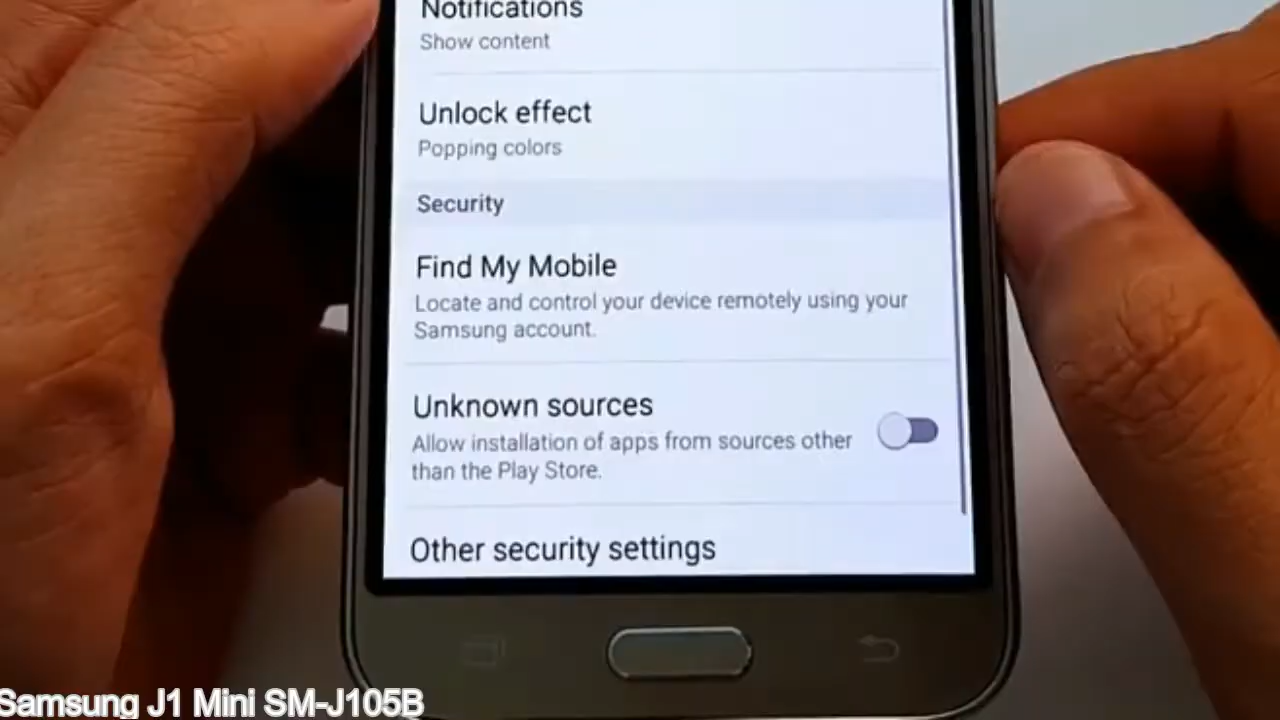 Notifications
Show content
Unlock effect
Popping colors
Security
Find My Mobile
Locate and control your device remotely using your
Samsung account.
Unknown sources
Allow installation of apps from sources other
than the Play Store.
Other security settings
Samsung J1 Mini SM-J105B